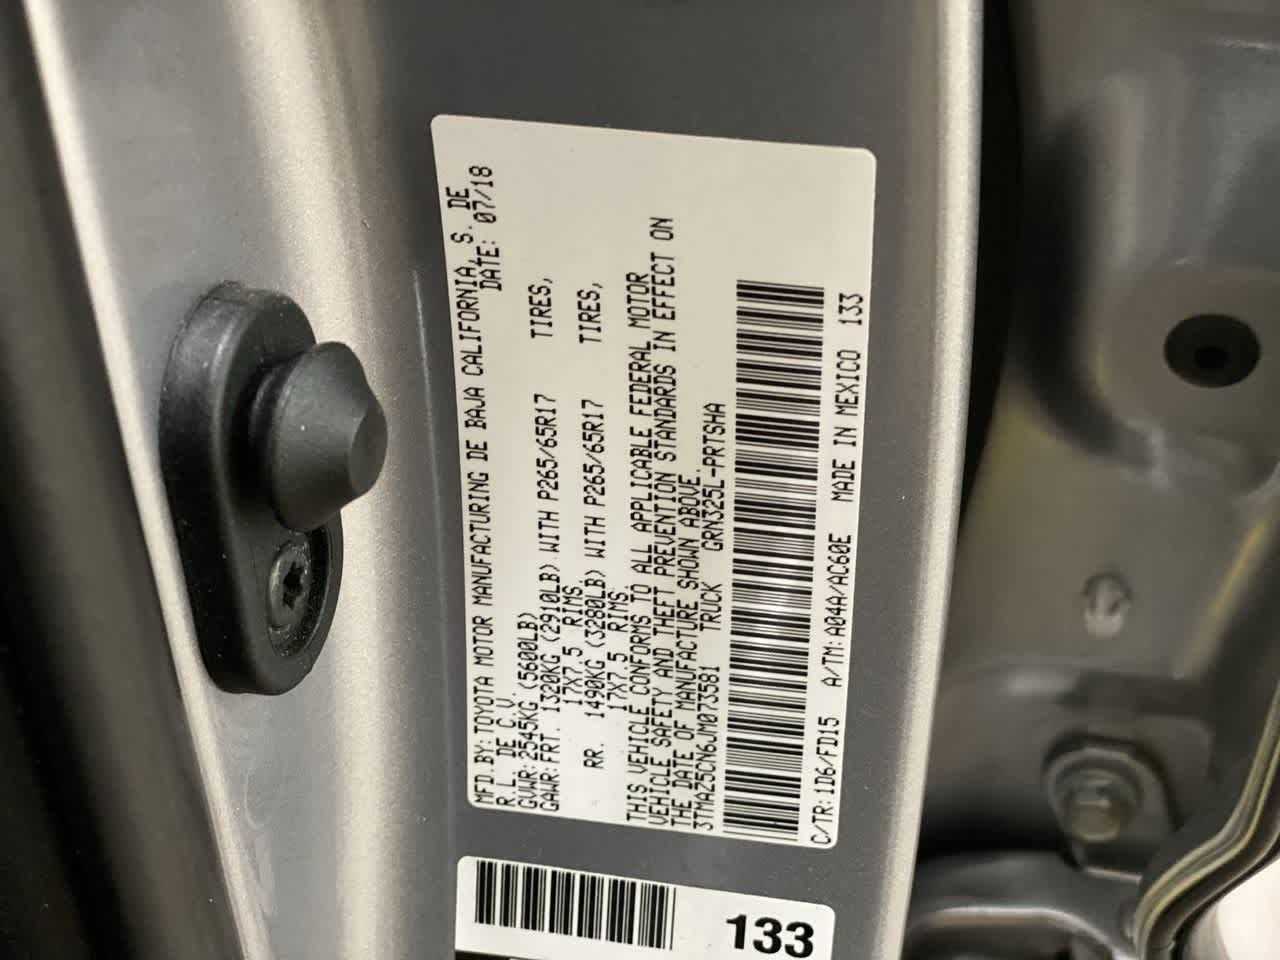 MFD. BY: TOYOTA MOTOR MANUFACTURING DE BAJA CALIFORNIA, S. DE
R. L. DE C.V. DATE: 07/18
GVWR: 2545KG (5600LB)
GAWR: FRT. 1320KG (2910LB) WITH P265/65R17 TIRES,
17X7.5 RIMS.
RR. 1490KG (3280LB) WITH P265/65R17 TIRES,
17X7.5 RIMS.
THIS VEHICLE CONFORMS TO ALL APPLICABLE FEDERAL MOTOR
VEHICLE SAFETY AND THEFT PREVENTION STANDARDS IN EFFECT ON
THE DATE OF MANUFACTURE SHOWN ABOVE.
3TMAZ5CN6JM073581 TRUCK GRN325L-PRTSHA
C/TR: 1D6/FD15 A/TM: A04A/AC60E MADE IN MEXICO 133
133